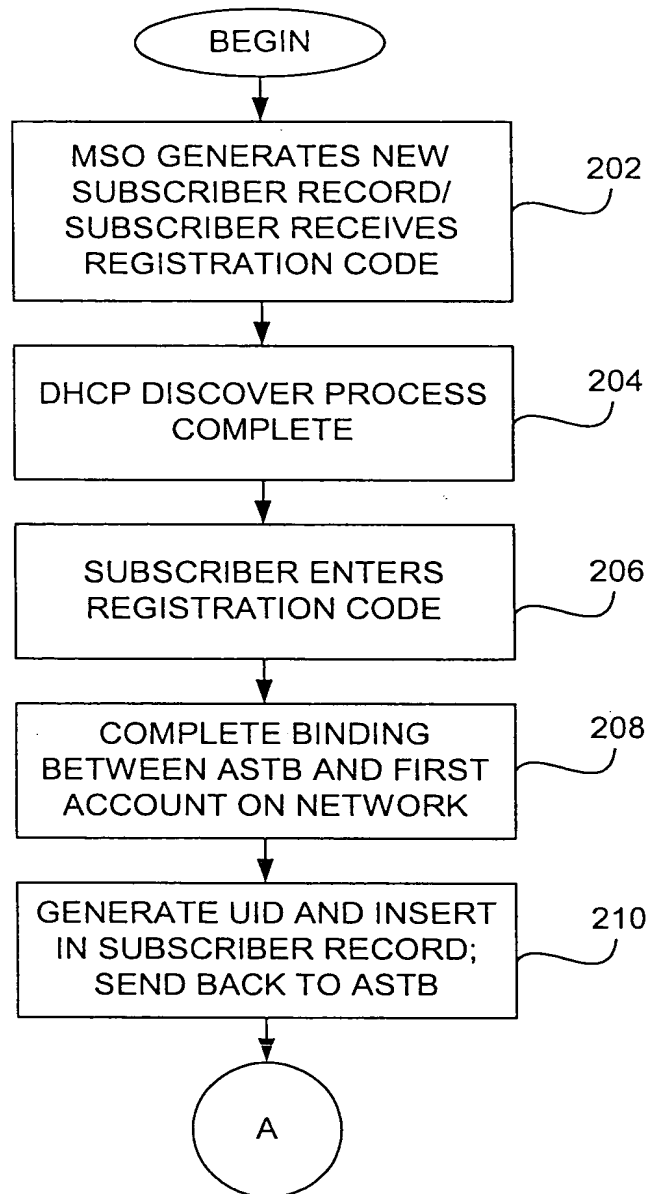 BEGIN
MSO GENERATES NEW
SUBSCRIBER RECORD/
SUBSCRIBER RECEIVES
REGISTRATION CODE
202
DHCP DISCOVER PROCESS
COMPLETE
204
SUBSCRIBER ENTERS
REGISTRATION CODE
206
COMPLETE BINDING
BETWEEN ASTB AND FIRST
ACCOUNT ON NETWORK
208
GENERATE UID AND INSERT
IN SUBSCRIBER RECORD;
SEND BACK TO ASTB
210
A